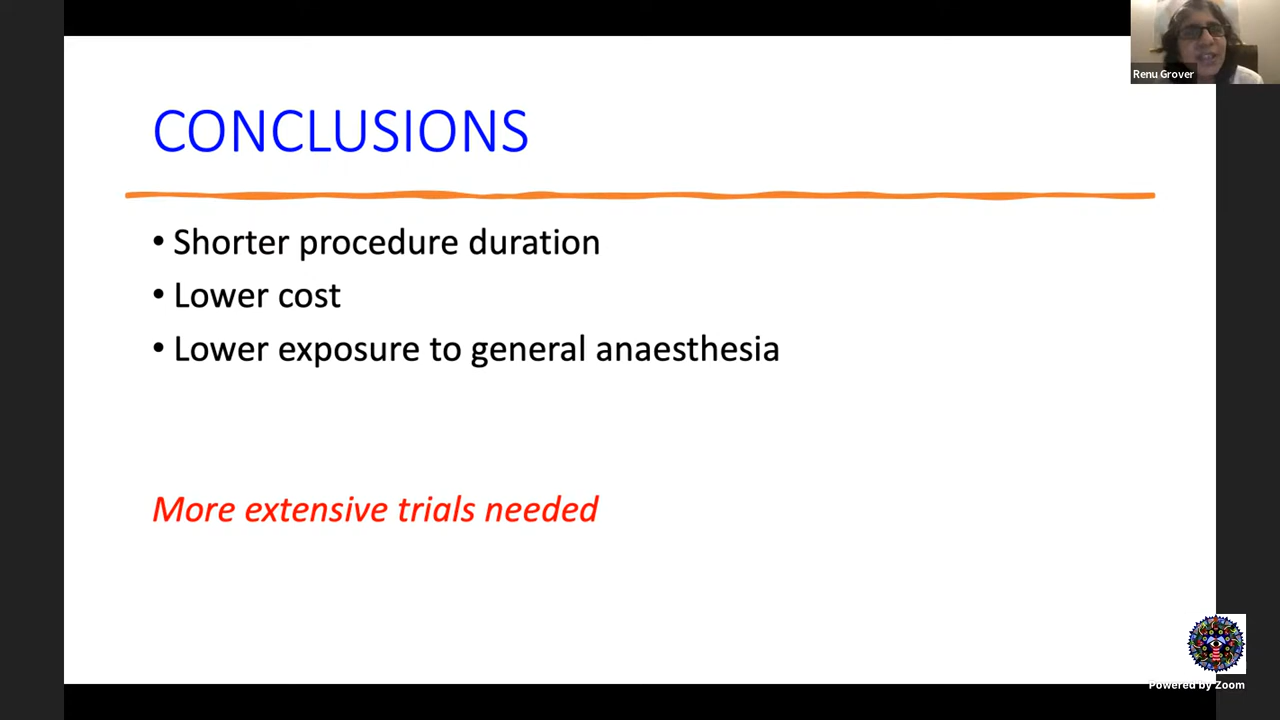 Renu Grover
CONCLUSIONS
• Shorter procedure duration
• Lower cost
• Lower exposure to general anaesthesia
More extensive trials needed
Powered by Zoom